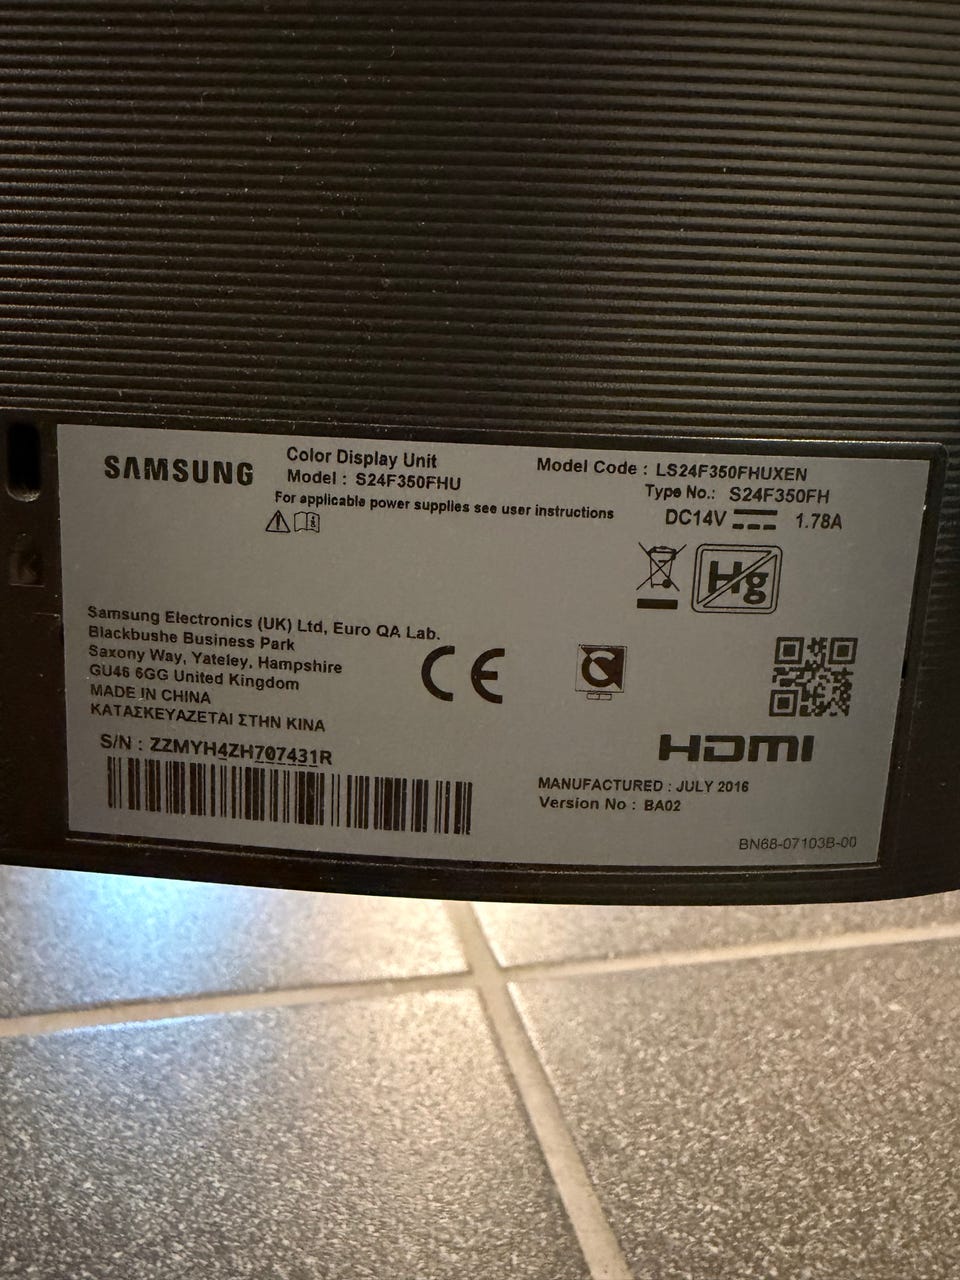 SAMSUNG
Color Display Unit
Model : S24F350FHU
For applicable power supplies see user instructions
Model Code : LS24F350FHUXEN
Type No.: S24F350FH
DC14V 1.78A
Hg
Samsung Electronics (UK) Ltd, Euro QA Lab.
Blackbushe Business Park
Saxony Way, Yateley, Hampshire
GU46 6GG United Kingdom
MADE IN CHINA
ΚΑΤΑΣΚΕΥΑΖΕΤΑΙ ΣΤΗΝ ΚΙΝΑ
CE
S/N : ZZMYH4ZH707431R
HDMI
MANUFACTURED : JULY 2016
Version No : BA02
BN68-07103B-00